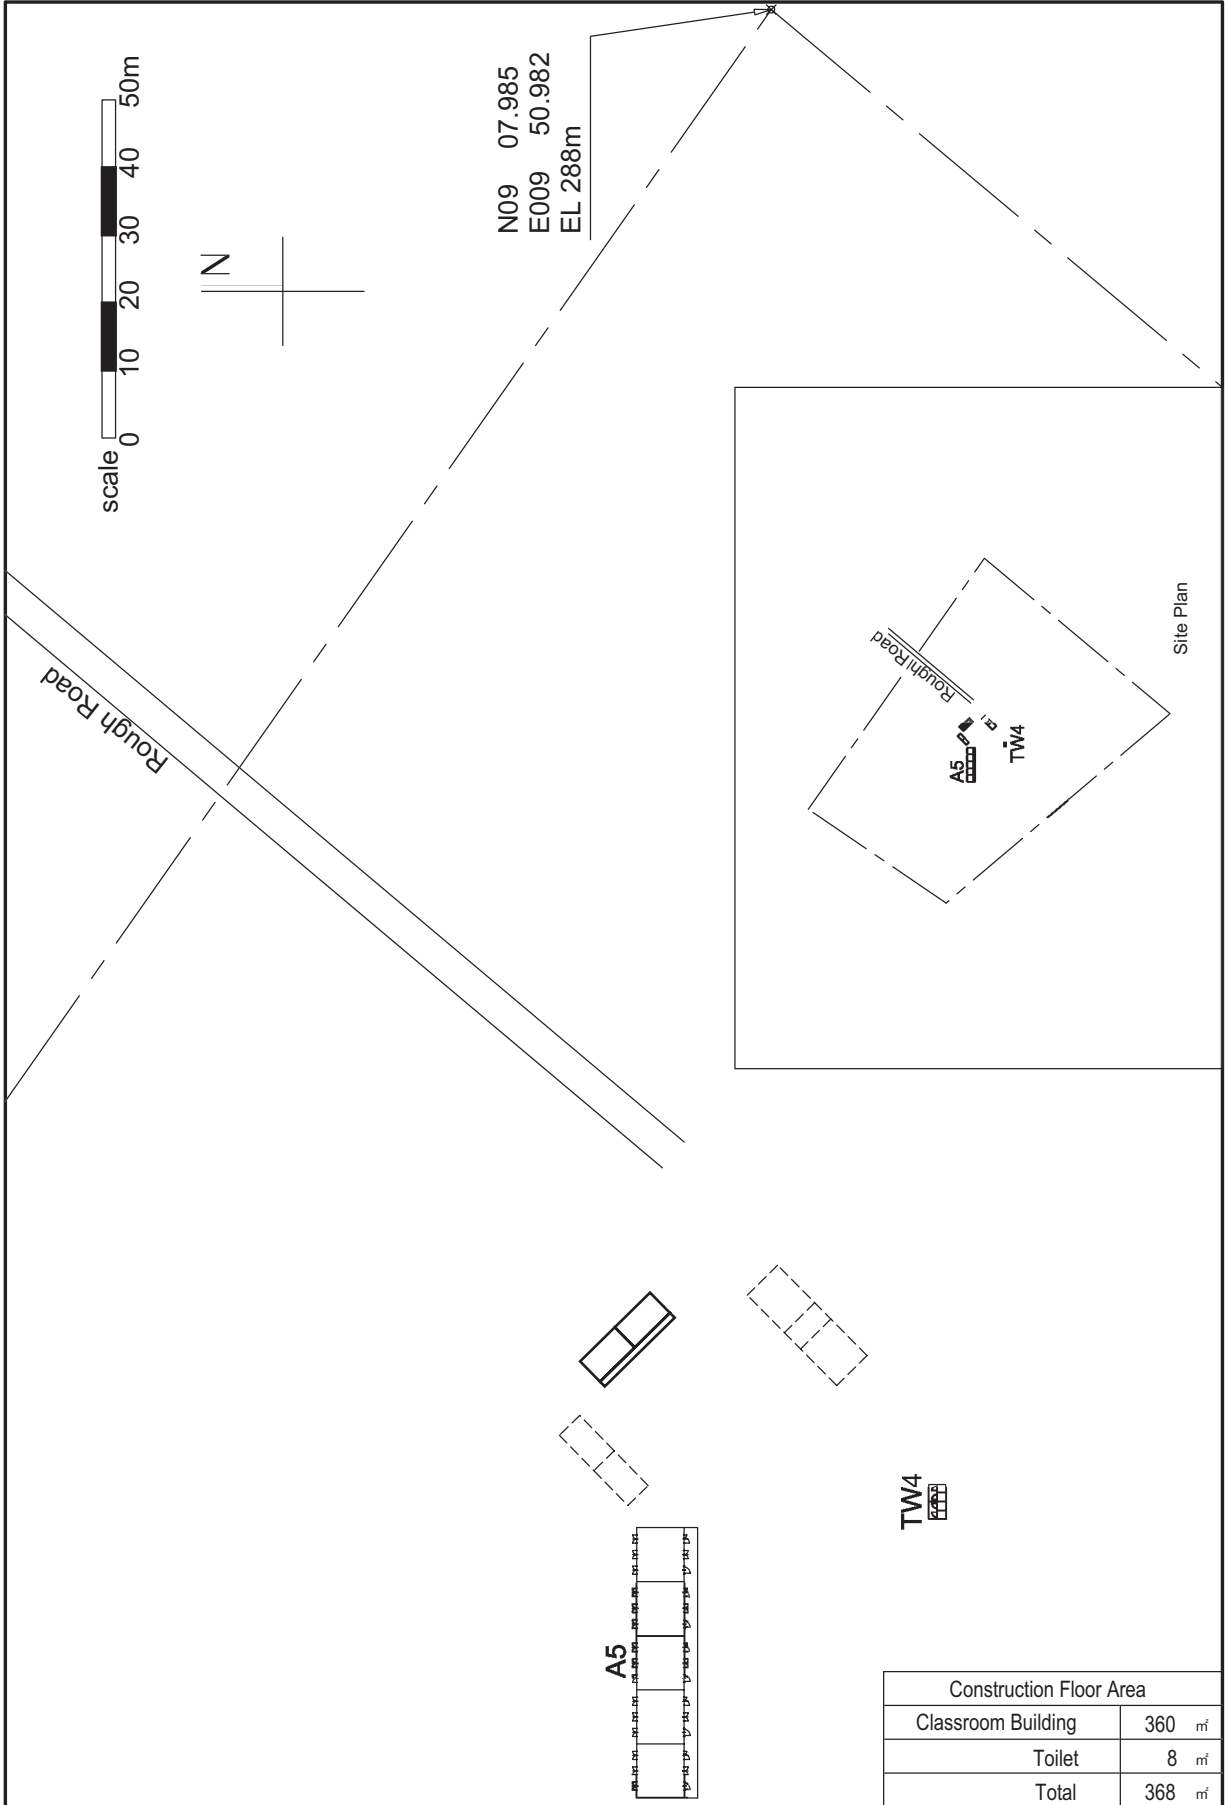 scale
0 10 20 30 40 50m
N
N09 07.985
E009 50.982
EL 288m
Rough Road
A5
TW4
Rough Road
A5
TW4
Site Plan
Construction Floor Area
Classroom Building 360 ㎡
Toilet 8 ㎡
Total 368 ㎡